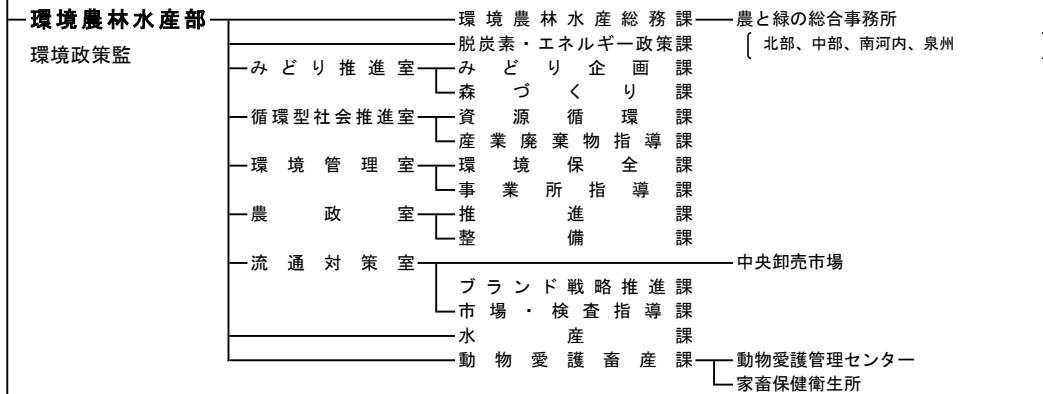 環境農林水産部 環境農林水産総務課 農と緑の総合事務所
環境政策監 脱炭素・エネルギー政策課 〔北部、中部、南河内、泉州〕
みどり推進室 みどり企画課
森づくり課
循環型社会推進室 資源循環課
産業廃棄物指導課
環境管理室 環境保全課
事業所指導課
農政室 推進課
整備課
流通対策室 中央卸売市場
ブランド戦略推進課
市場・検査指導課
水産課
動物愛護畜産課 動物愛護管理センター
家畜保健衛生所